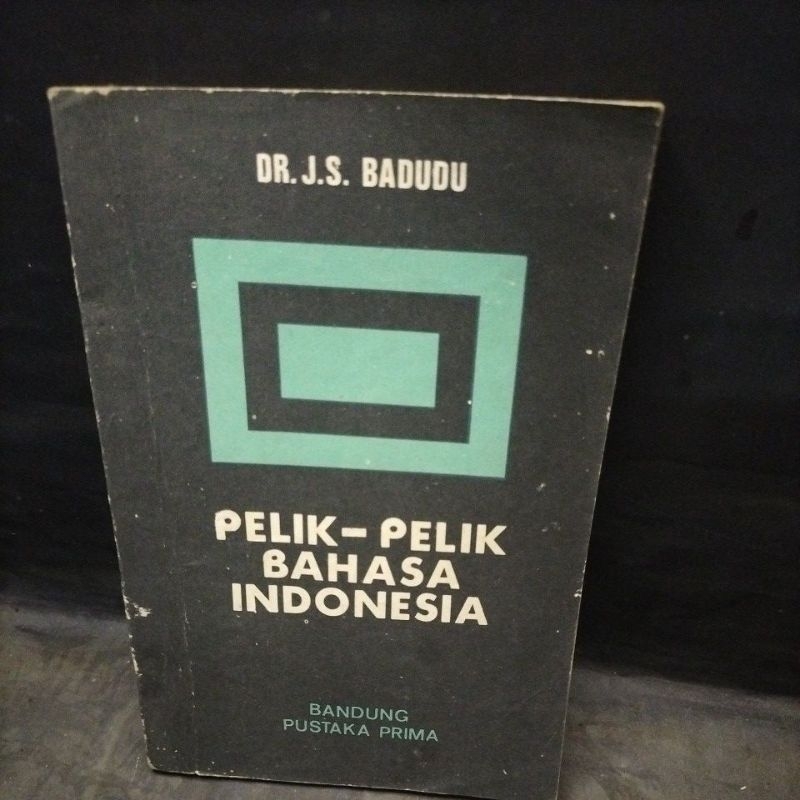 DR. J.S. BADUDU
PELIK-PELIK
BAHASA
INDONESIA
BANDUNG
PUSTAKA PRIMA